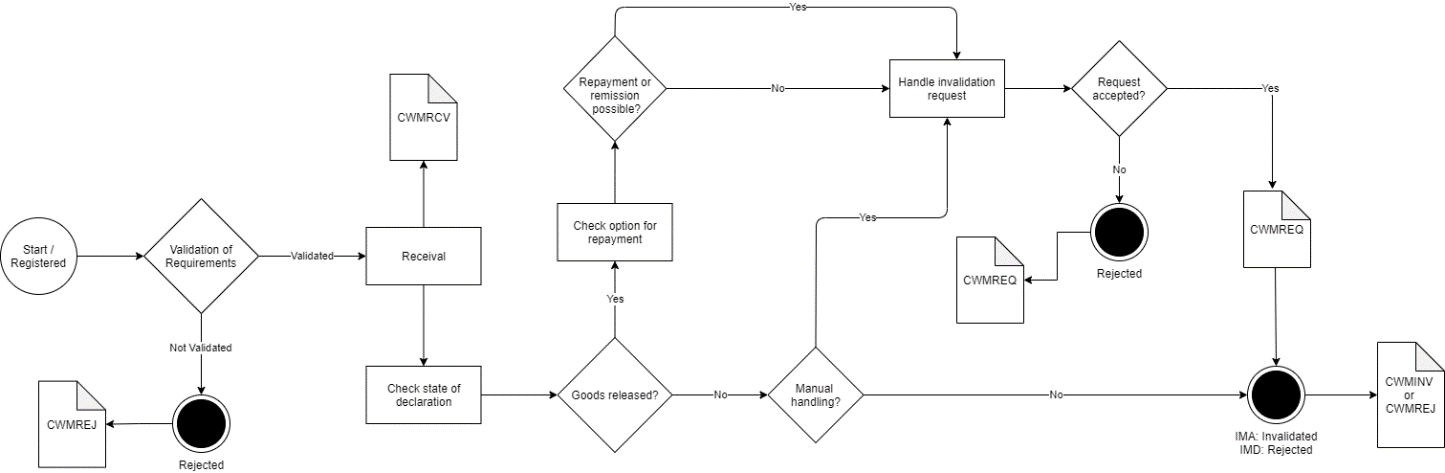 Yes
Repayment or
remission
possible?
No
Handle invalidation
request
Request
accepted?
Yes
CWMRCV
No
Start /
Registered
Validation of
Requirements
Validated
Receival
Check option for
repayment
Yes
CWMREQ
Rejected
CWMREQ
Yes
Not Validated
Check state of
declaration
Goods released?
No
Manual
handling?
No
CWMINV
or
CWMREJ
IMA: Invalidated
IMD: Rejected
CWMREJ
Rejected